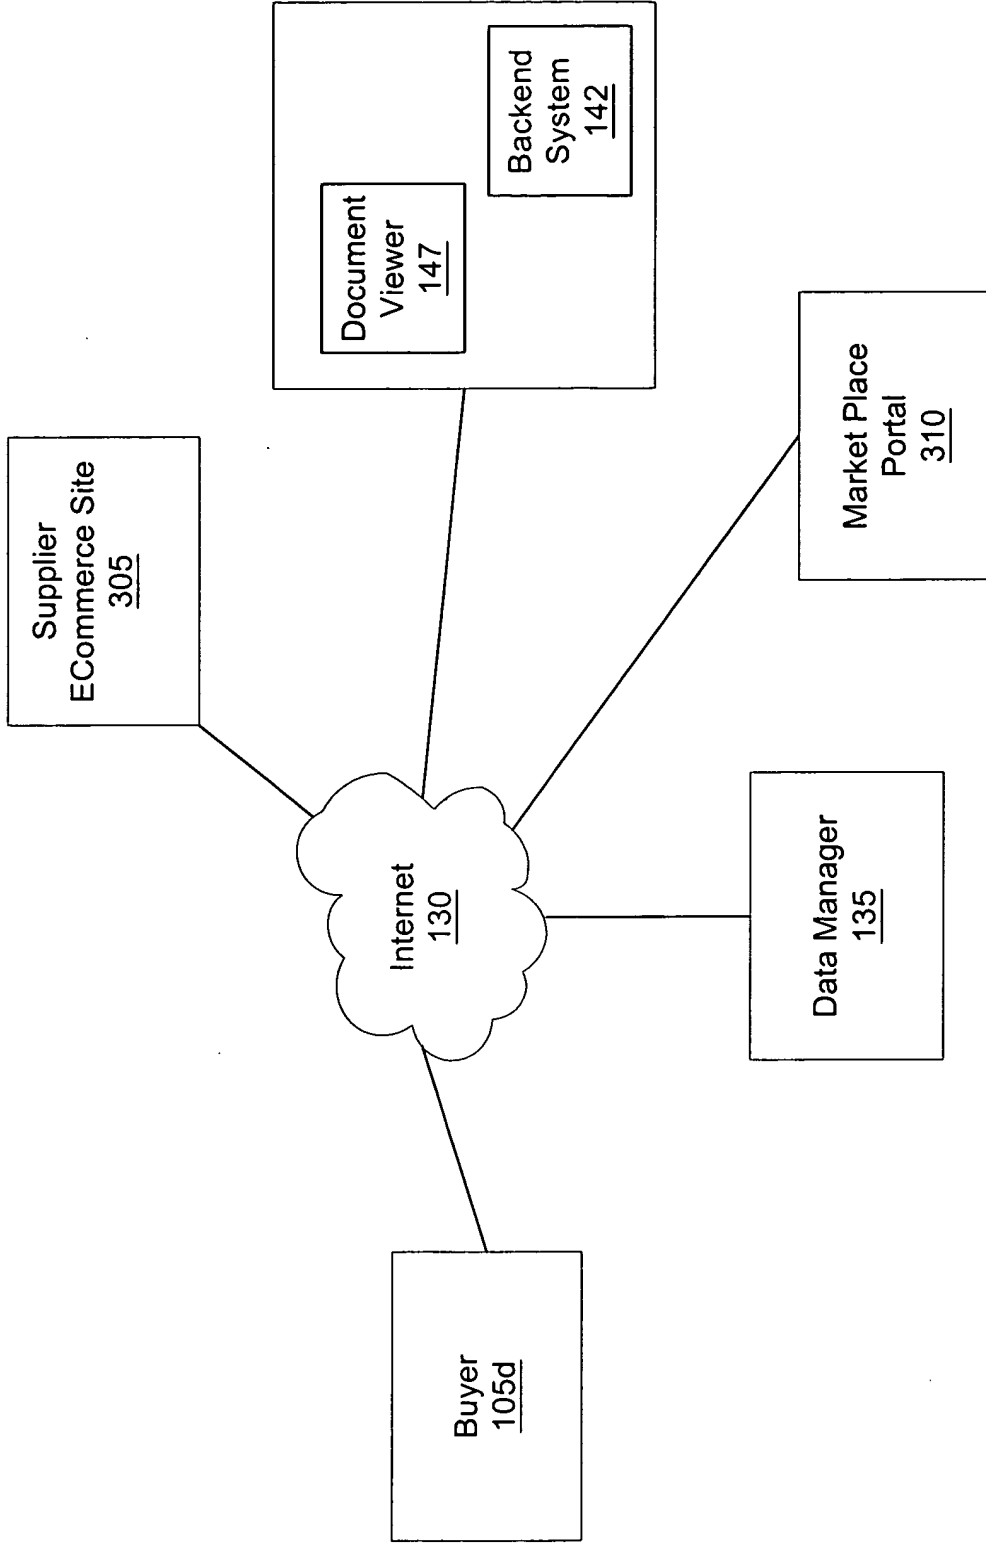 Supplier
ECommerce Site
305
Document
Viewer
147
Backend
System
142
Internet
130
Buyer
105d
Data Manager
135
Market Place
Portal
310